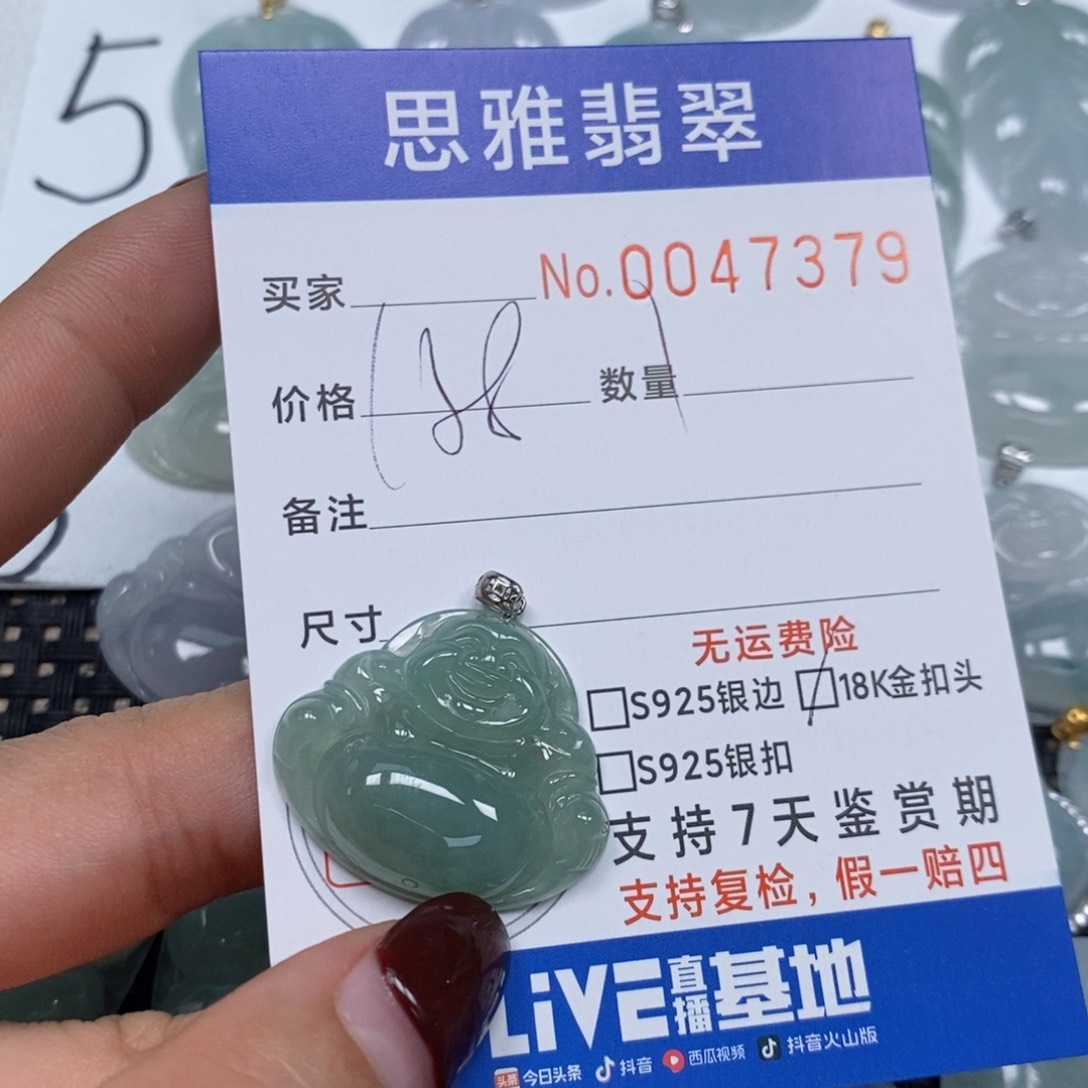 5
思雅翡翠
买家
No.0047379
价格
数量
备注
尺寸
无运费险
S925银边 18K金扣头
S925银扣
支持7天鉴赏期
支持复检，假一赔四
LiVE直播基地
头条 今日头条 抖音 西瓜视频 抖音火山版